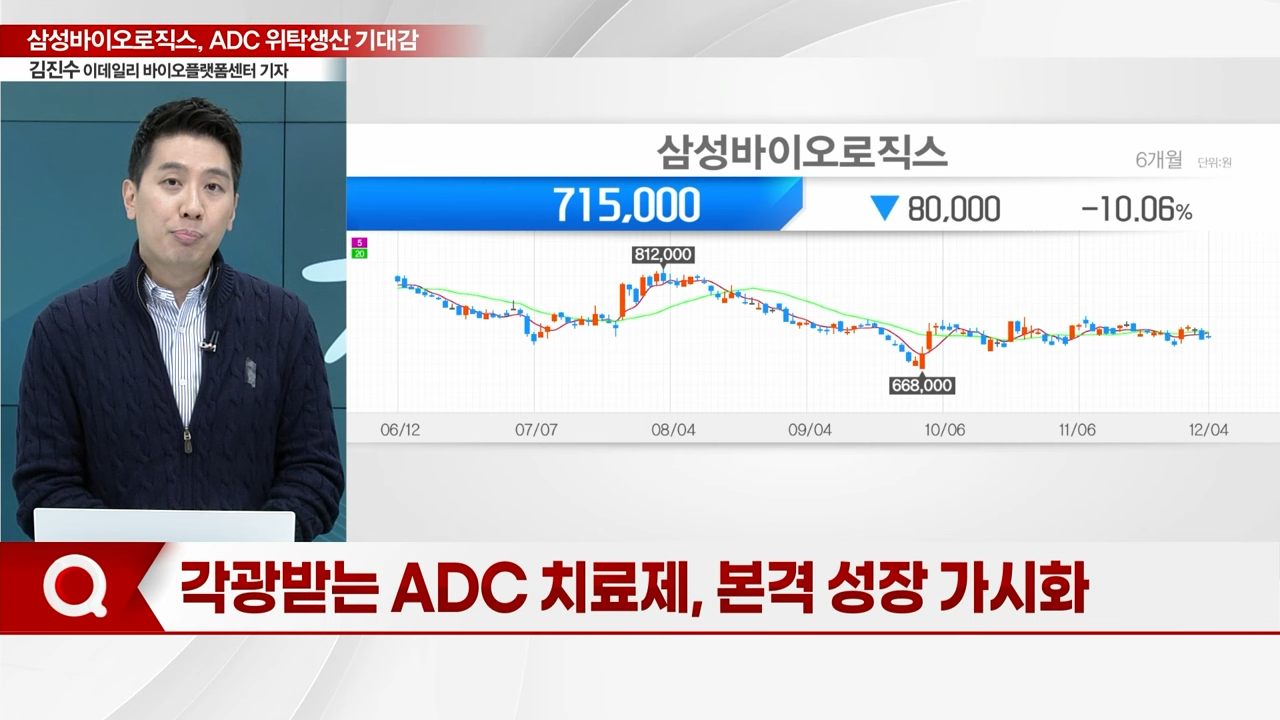 삼성바이오로직스, ADC 위탁생산 기대감
김진수 이데일리 바이오플랫폼센터 기자
삼성바이오로직스
6개월 단위:원
715,000 ▼ 80,000 -10.06%
5
20
812,000
668,000
06/12 07/07 08/04 09/04 10/06 11/06 12/04
각광받는 ADC 치료제, 본격 성장 가시화